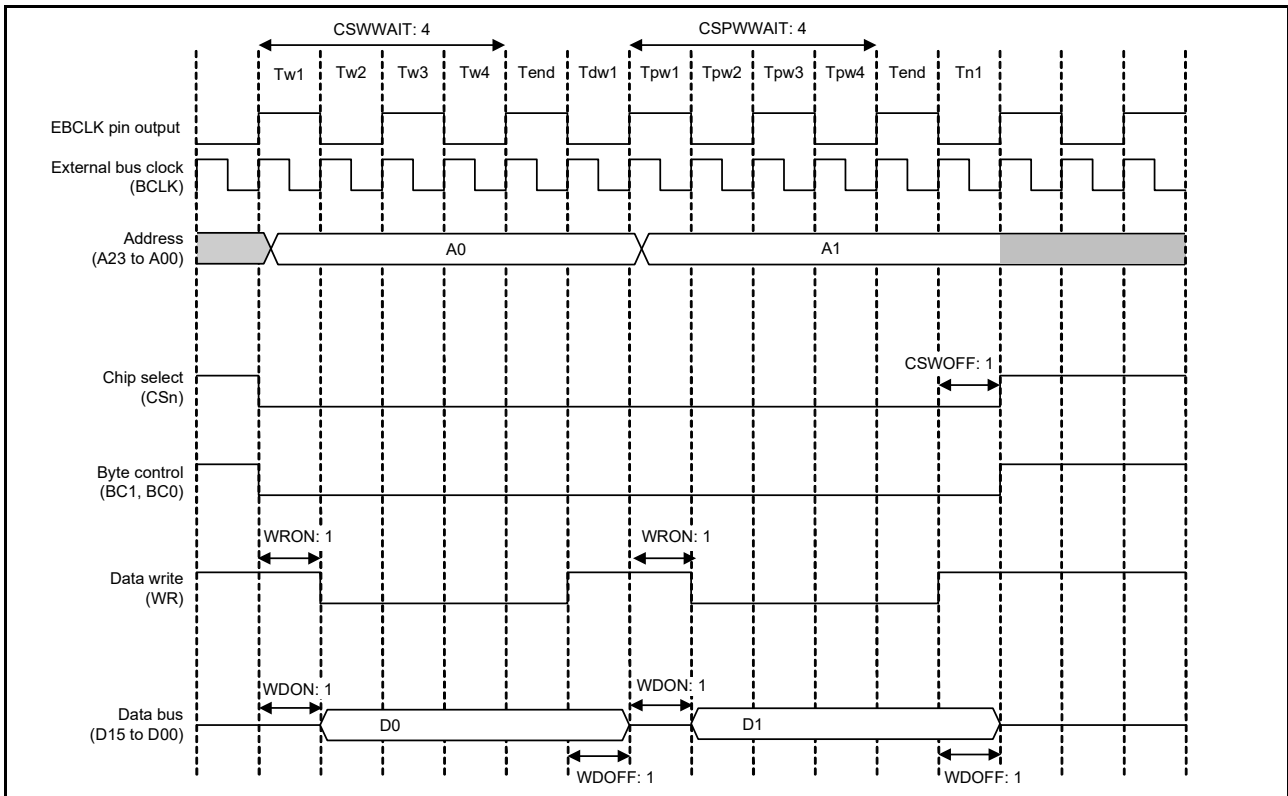 CSWWAIT: 4 CSPWWAIT: 4
Tw1 Tw2 Tw3 Tw4 Tend Tdw1 Tpw1 Tpw2 Tpw3 Tpw4 Tend Tn1
EBCLK pin output
External bus clock
(BCLK)
Address
(A23 to A00)
A0 A1
CSWOFF: 1
Chip select
(CSn)
Byte control
(BC1, BC0)
WRON: 1 WRON: 1
Data write
(WR)
WDON: 1 WDON: 1
Data bus
(D15 to D00)
D0 D1
WDOFF: 1 WDOFF: 1